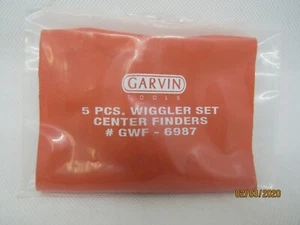 GARVIN
TOOLS
5 PCS. WIGGLER SET
CENTER FINDERS
# GWF - 6987
02/03/2020